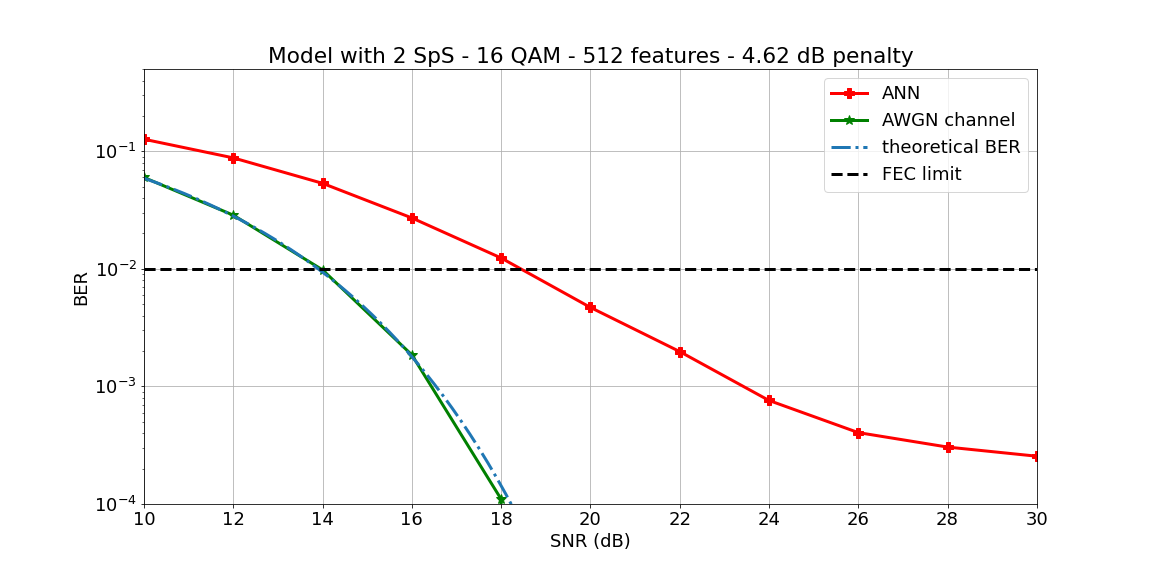 Model with 2 SpS - 16 QAM - 512 features - 4.62 dB penalty
ANN
AWGN channel
theoretical BER
FEC limit
BER
10⁻¹
10⁻²
10⁻³
10⁻⁴
10 12 14 16 18 20 22 24 26 28 30
SNR (dB)